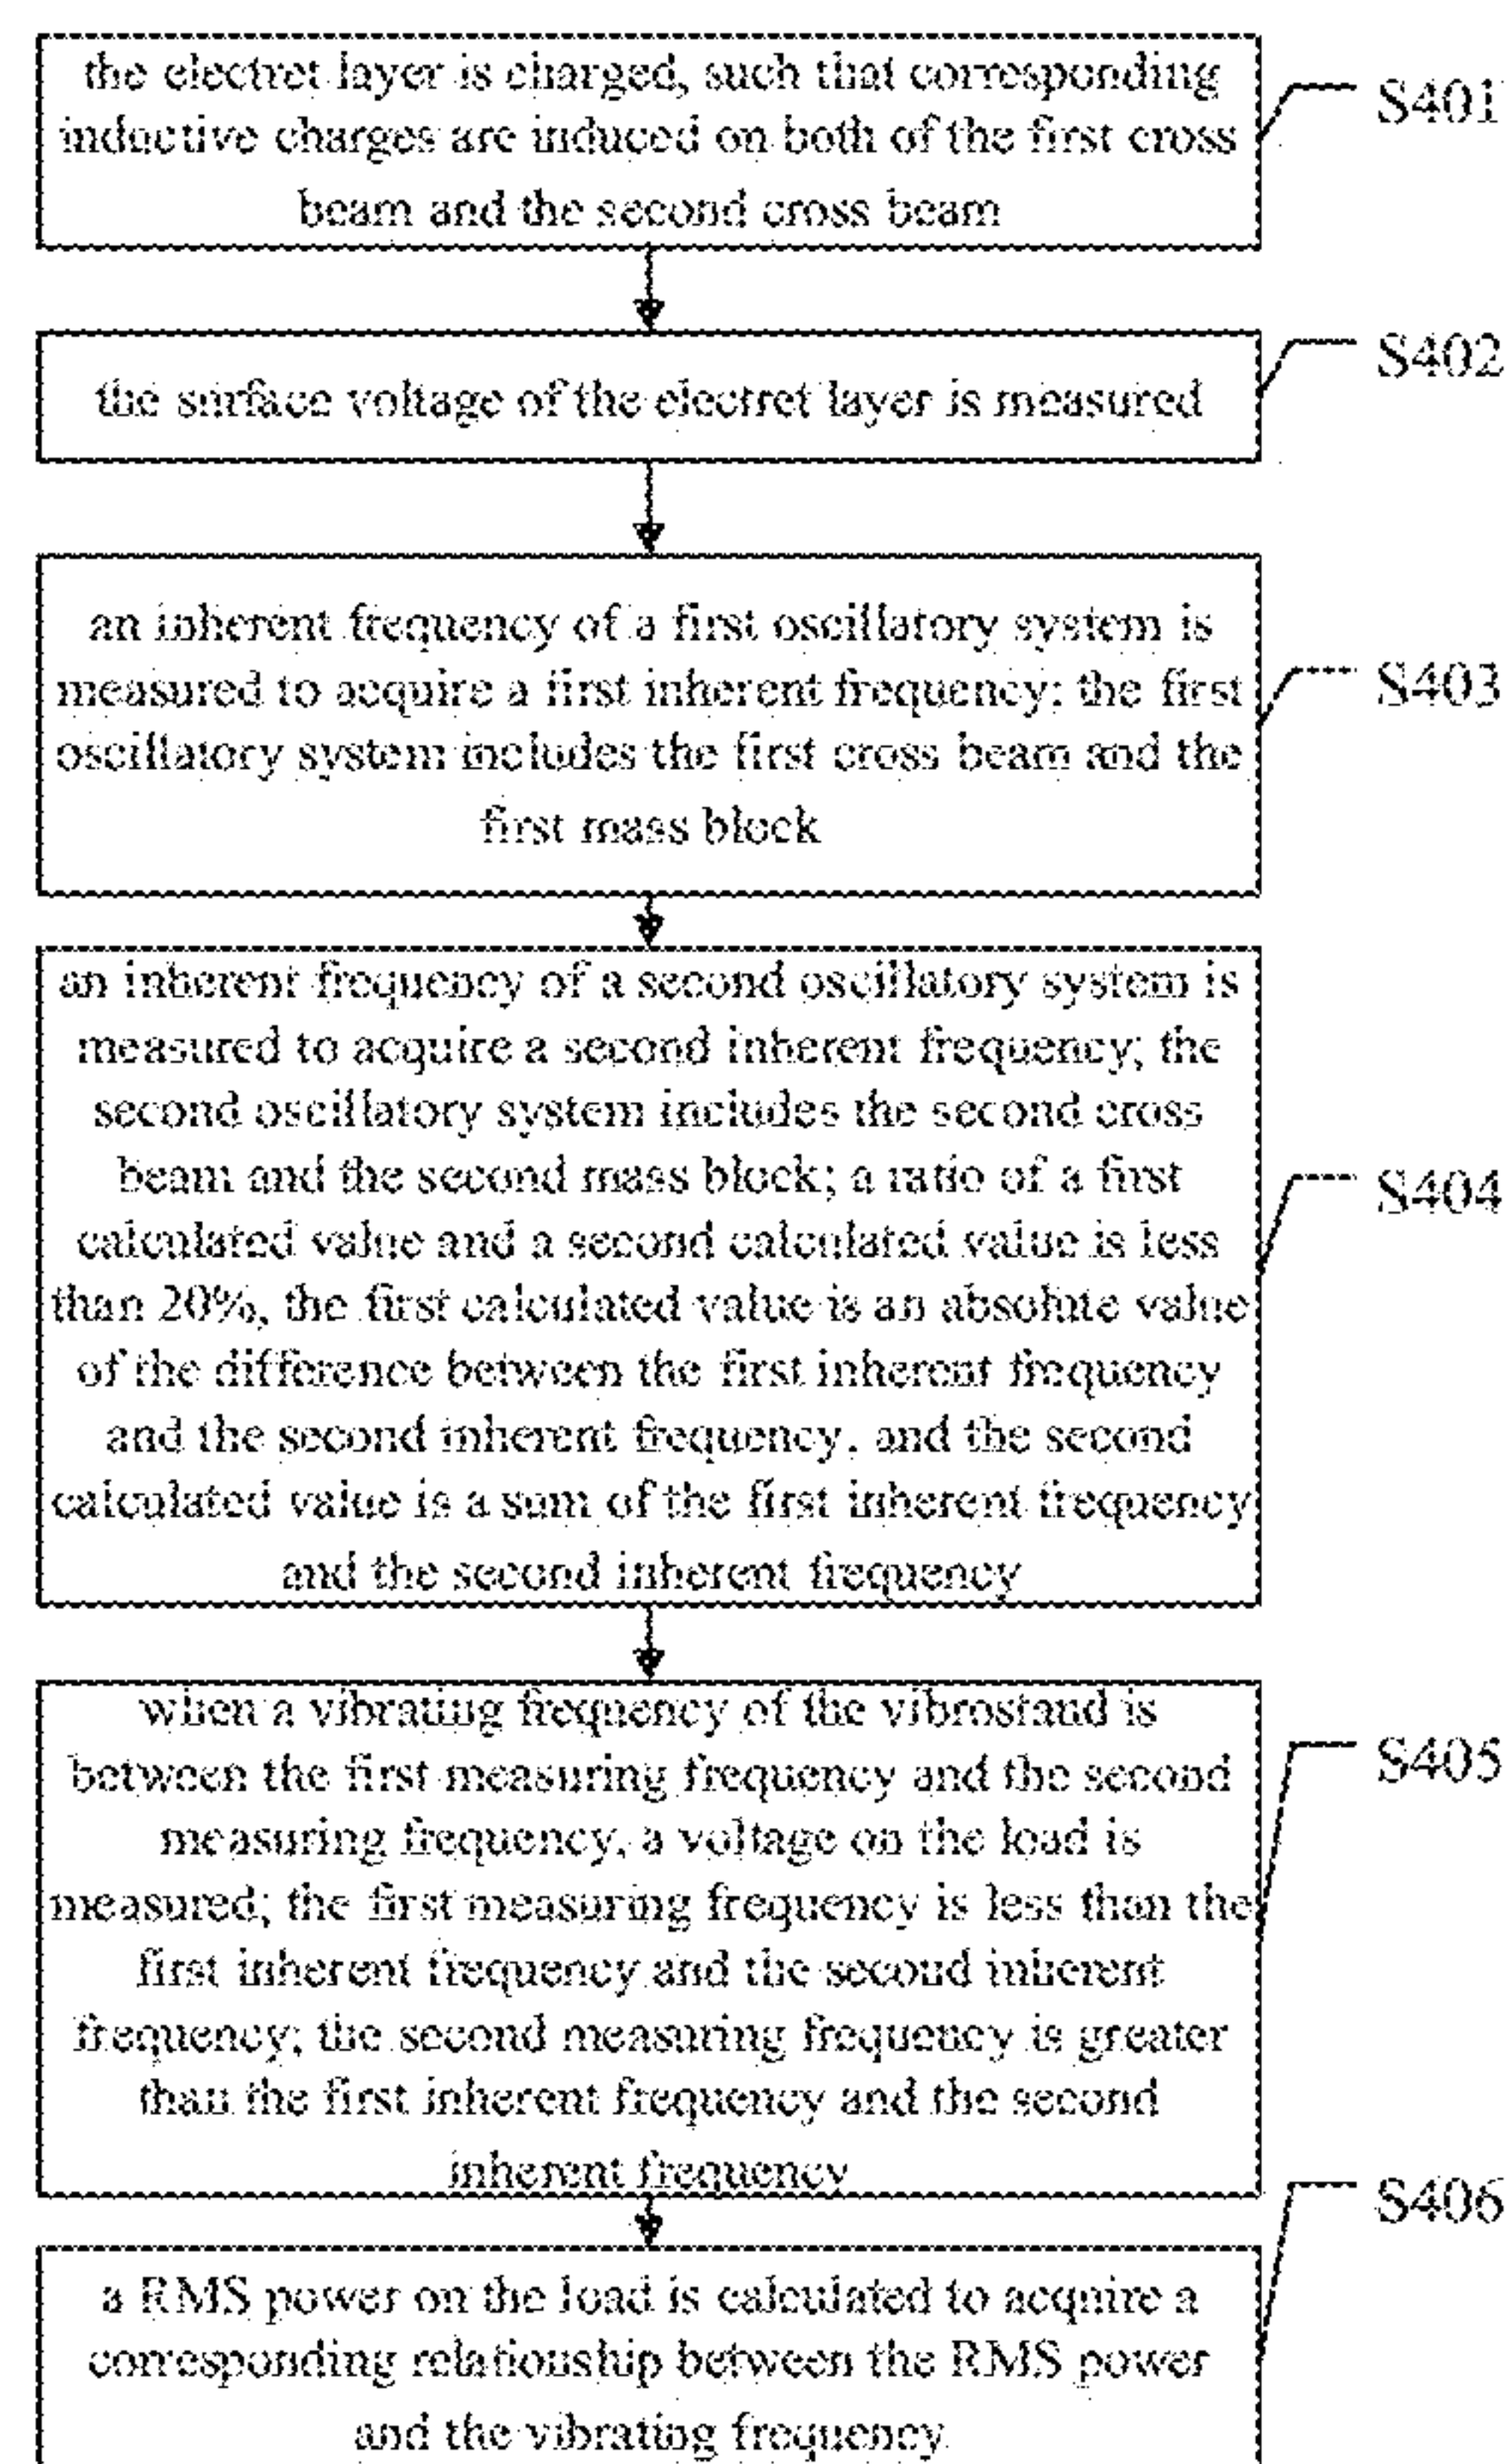 the electret layer is charged, such that corresponding
inductive charges are induced on both of the first cross
beam and the second cross beam
S401
the surface voltage of the electret layer is measured
S402
an inherent frequency of a first oscillatory system is
measured to acquire a first inherent frequency; the first
oscillatory system includes the first cross beam and the
first mass block
S403
an inherent frequency of a second oscillatory system is
measured to acquire a second inherent frequency; the
second oscillatory system includes the second cross
beam and the second mass block; a ratio of a first
calculated value and a second calculated value is less
than 20%, the first calculated value is an absolute value
of the difference between the first inherent frequency
and the second inherent frequency, and the second
calculated value is a sum of the first inherent frequency
and the second inherent frequency
S404
when a vibrating frequency of the vibrostand is
between the first measuring frequency and the second
measuring frequency, a voltage on the load is
measured; the first measuring frequency is less than the
first inherent frequency and the second inherent
frequency; the second measuring frequency is greater
than the first inherent frequency and the second
inherent frequency
S405
a RMS power on the load is calculated to acquire a
corresponding relationship between the RMS power
and the vibrating frequency
S406